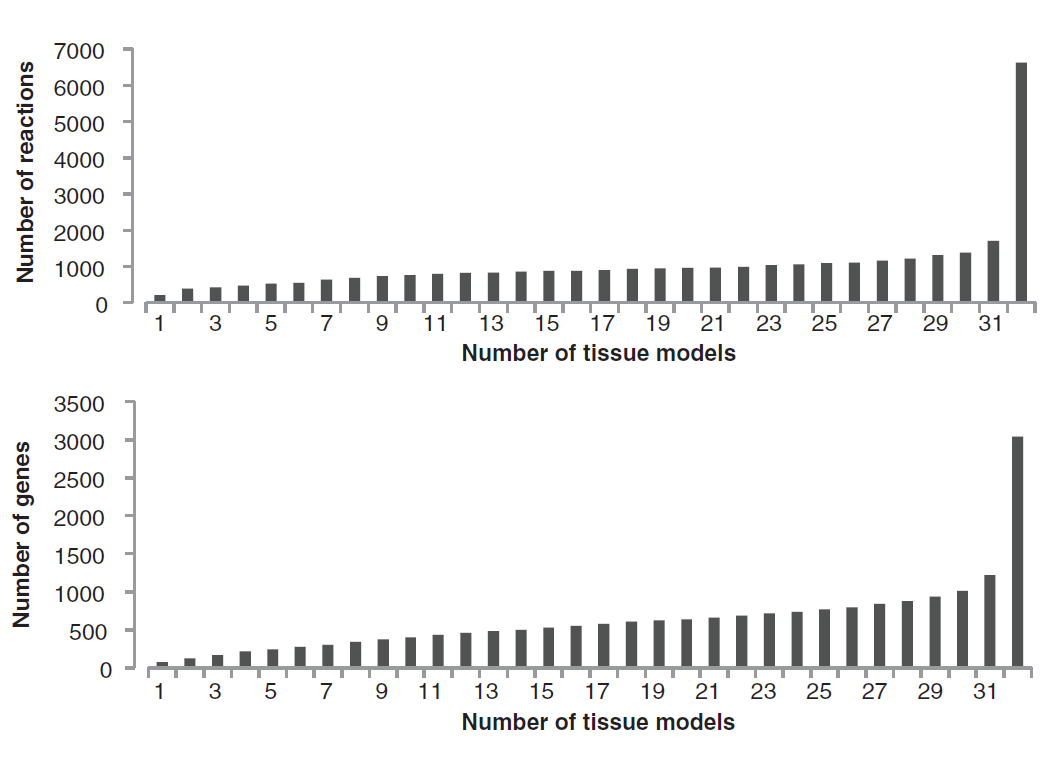 Number of reactions
7000
6000
5000
4000
3000
2000
1000
0
1 3 5 7 9 11 13 15 17 19 21 23 25 27 29 31
Number of tissue models
Number of genes
3500
3000
2500
2000
1500
1000
500
0
1 3 5 7 9 11 13 15 17 19 21 23 25 27 29 31
Number of tissue models